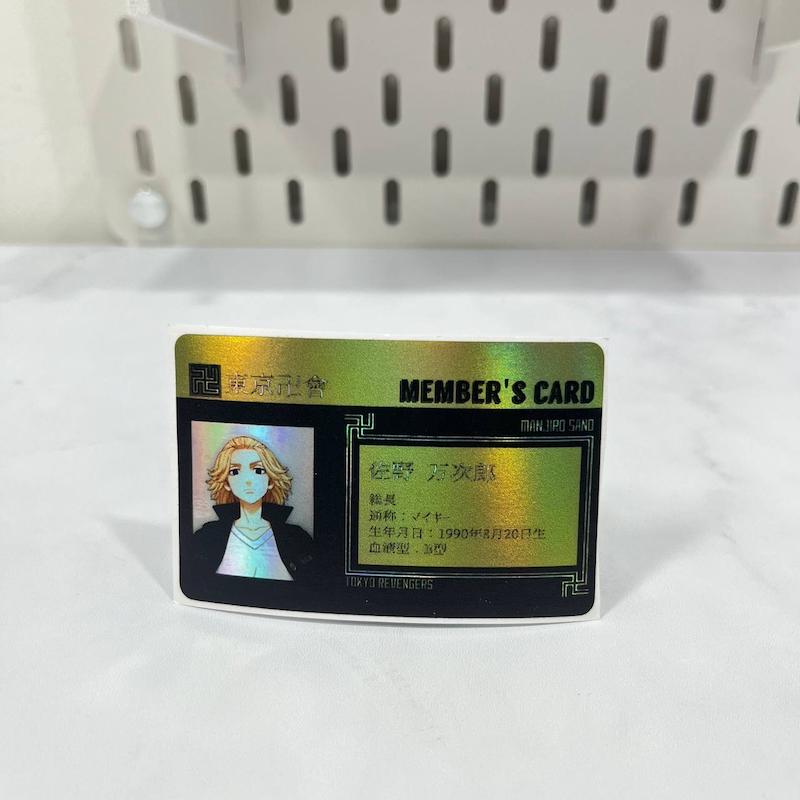 卍 東京卍會
MEMBER'S CARD
MANJIRO SANO
佐野 万次郎
総長
通称：マイキー
生年月日：1990年8月20日生
血液型：B型
TOKYO REVENGERS